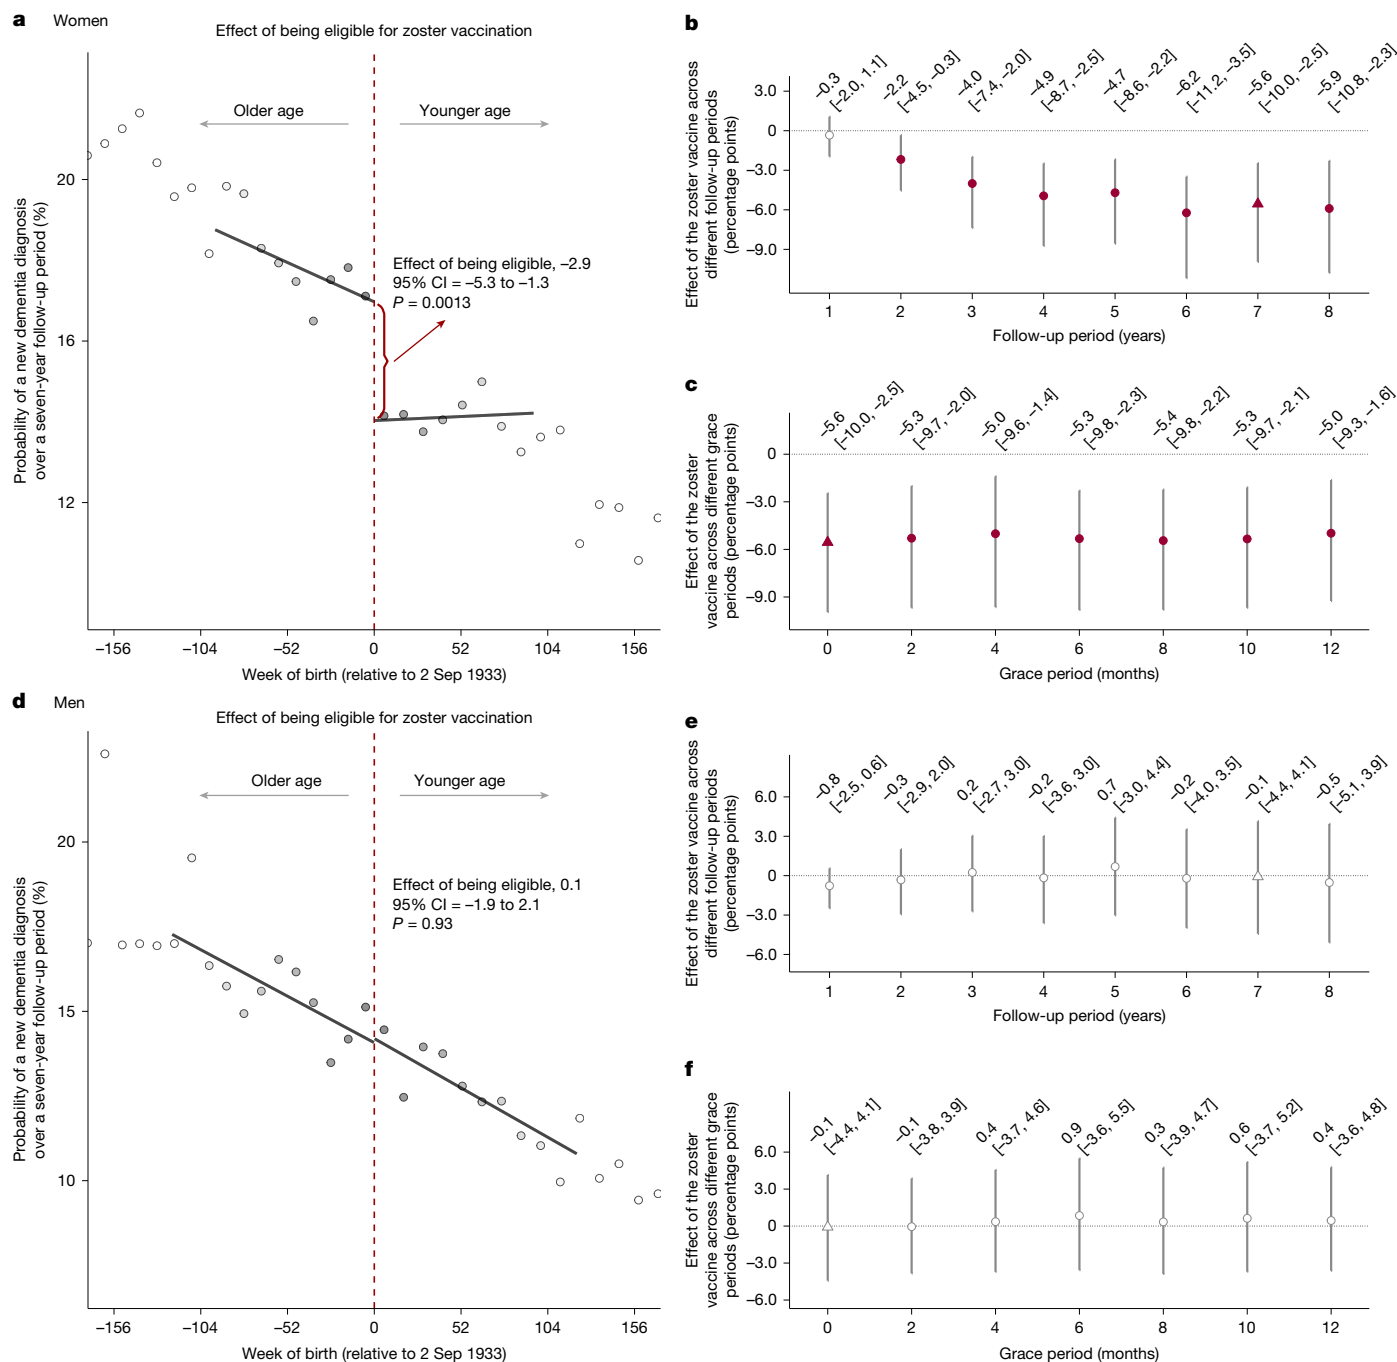 a Women
Effect of being eligible for zoster vaccination
Older age
Younger age
Probability of a new dementia diagnosis
over a seven-year follow-up period (%)
20
16
12
Effect of being eligible, −2.9
95% CI = −5.3 to −1.3
P = 0.0013
−156 −104 −52 0 52 104 156
Week of birth (relative to 2 Sep 1933)
b
Effect of the zoster vaccine across
different follow-up periods
(percentage points)
3.0
0
−3.0
−6.0
−9.0
−0.3
[−2.0, 1.1]
−2.2
[−4.5, −0.3]
−4.0
[−7.4, −2.0]
−4.9
[−8.7, −2.5]
−4.7
[−8.6, −2.2]
−6.2
[−11.2, −3.5]
−5.6
[−10.0, −2.5]
−5.9
[−10.8, −2.3]
1 2 3 4 5 6 7 8
Follow-up period (years)
c
Effect of the zoster
vaccine across different grace
periods (percentage points)
0
−3.0
−6.0
−9.0
−5.6
[−10.0, −2.5]
−5.3
[−9.7, −2.0]
−5.0
[−9.6, −1.4]
−5.3
[−9.8, −2.3]
−5.4
[−9.8, −2.2]
−5.3
[−9.7, −2.1]
−5.0
[−9.3, −1.6]
0 2 4 6 8 10 12
Grace period (months)
d Men
Effect of being eligible for zoster vaccination
Older age
Younger age
Probability of a new dementia diagnosis
over a seven-year follow-up period (%)
20
15
10
Effect of being eligible, 0.1
95% CI = −1.9 to 2.1
P = 0.93
−156 −104 −52 0 52 104 156
Week of birth (relative to 2 Sep 1933)
e
Effect of the zoster vaccine across
different follow-up periods
(percentage points)
6.0
3.0
0
−3.0
−6.0
−0.8
[−2.5, 0.6]
−0.3
[−2.9, 2.0]
0.2
[−2.7, 3.0]
−0.2
[−3.6, 3.0]
0.7
[−3.0, 4.4]
−0.2
[−4.0, 3.5]
−0.1
[−4.4, 4.1]
−0.5
[−5.1, 3.9]
1 2 3 4 5 6 7 8
Follow-up period (years)
f
Effect of the zoster
vaccine across different grace
periods (percentage points)
6.0
3.0
0
−3.0
−6.0
−0.1
[−4.4, 4.1]
−0.1
[−3.8, 3.9]
0.4
[−3.7, 4.6]
0.9
[−3.6, 5.5]
0.3
[−3.9, 4.7]
0.6
[−3.7, 5.2]
0.4
[−3.6, 4.8]
0 2 4 6 8 10 12
Grace period (months)